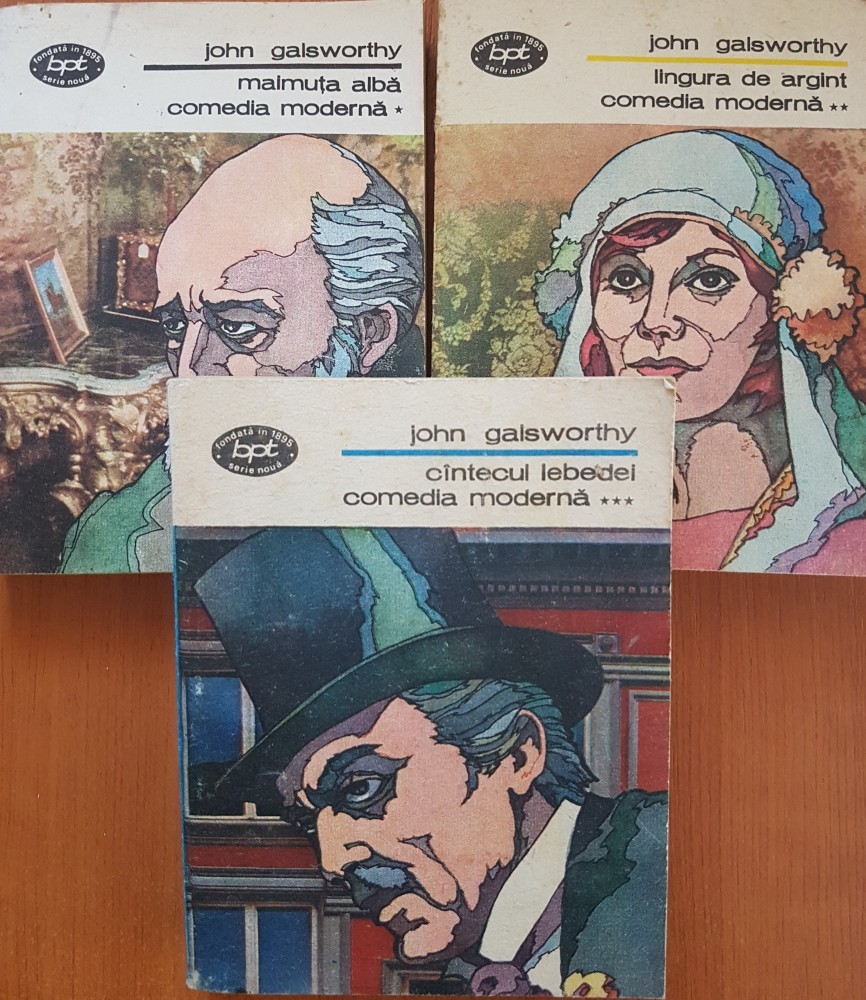 fondată în 1895
bpt
serie nouă
john galsworthy
maimuța albă
comedia modernă *
fondată în 1895
bpt
serie nouă
john galsworthy
lingura de argint
comedia modernă **
fondată în 1895
bpt
serie nouă
john galsworthy
cîntecul lebedei
comedia modernă ***